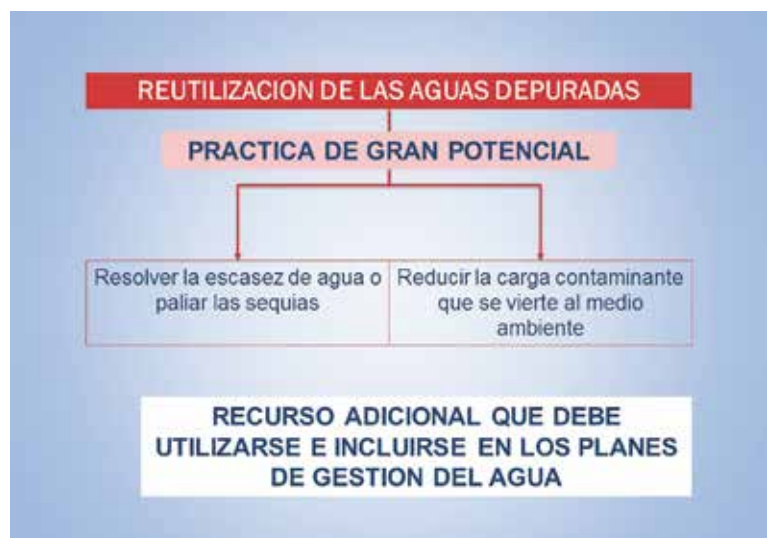 REUTILIZACION DE LAS AGUAS DEPURADAS
PRACTICA DE GRAN POTENCIAL
Resolver la escasez de agua o
paliar las sequias
Reducir la carga contaminante
que se vierte al medio
ambiente
RECURSO ADICIONAL QUE DEBE
UTILIZARSE E INCLUIRSE EN LOS PLANES
DE GESTION DEL AGUA